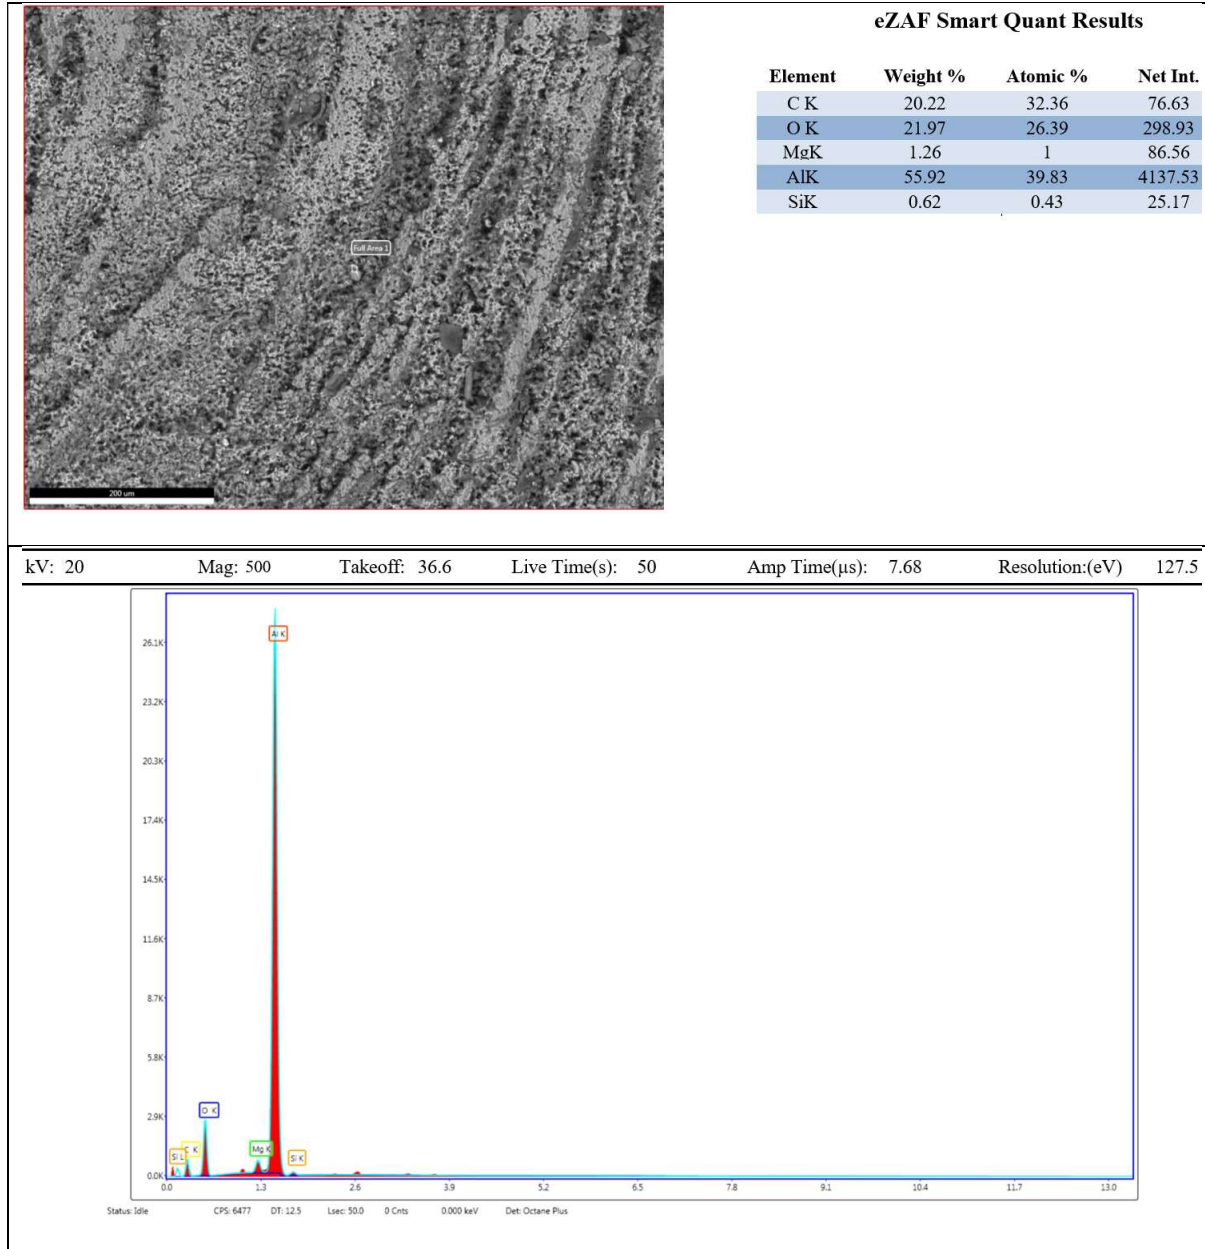 eZAF Smart Quant Results
Element Weight % Atomic % Net Int.
C K 20.22 32.36 76.63
O K 21.97 26.39 298.93
MgK 1.26 1 86.56
AlK 55.92 39.83 4137.53
SiK 0.62 0.43 25.17
Full Area 1
200 um
kV: 20 Mag: 500 Takeoff: 36.6 Live Time(s): 50 Amp Time(µs): 7.68 Resolution:(eV) 127.5
Al K
26.1K
23.2K
20.3K
17.4K
14.5K
11.6K
8.7K
5.8K
2.9K
O K
Si L C K Mg K Si K
0.0K
0.0 1.3 2.6 3.9 5.2 6.5 7.8 9.1 10.4 11.7 13.0
Status: Idle CPS: 6477 DT: 12.5 Lsec: 50.0 0 Cnts 0.000 keV Det: Octane Plus